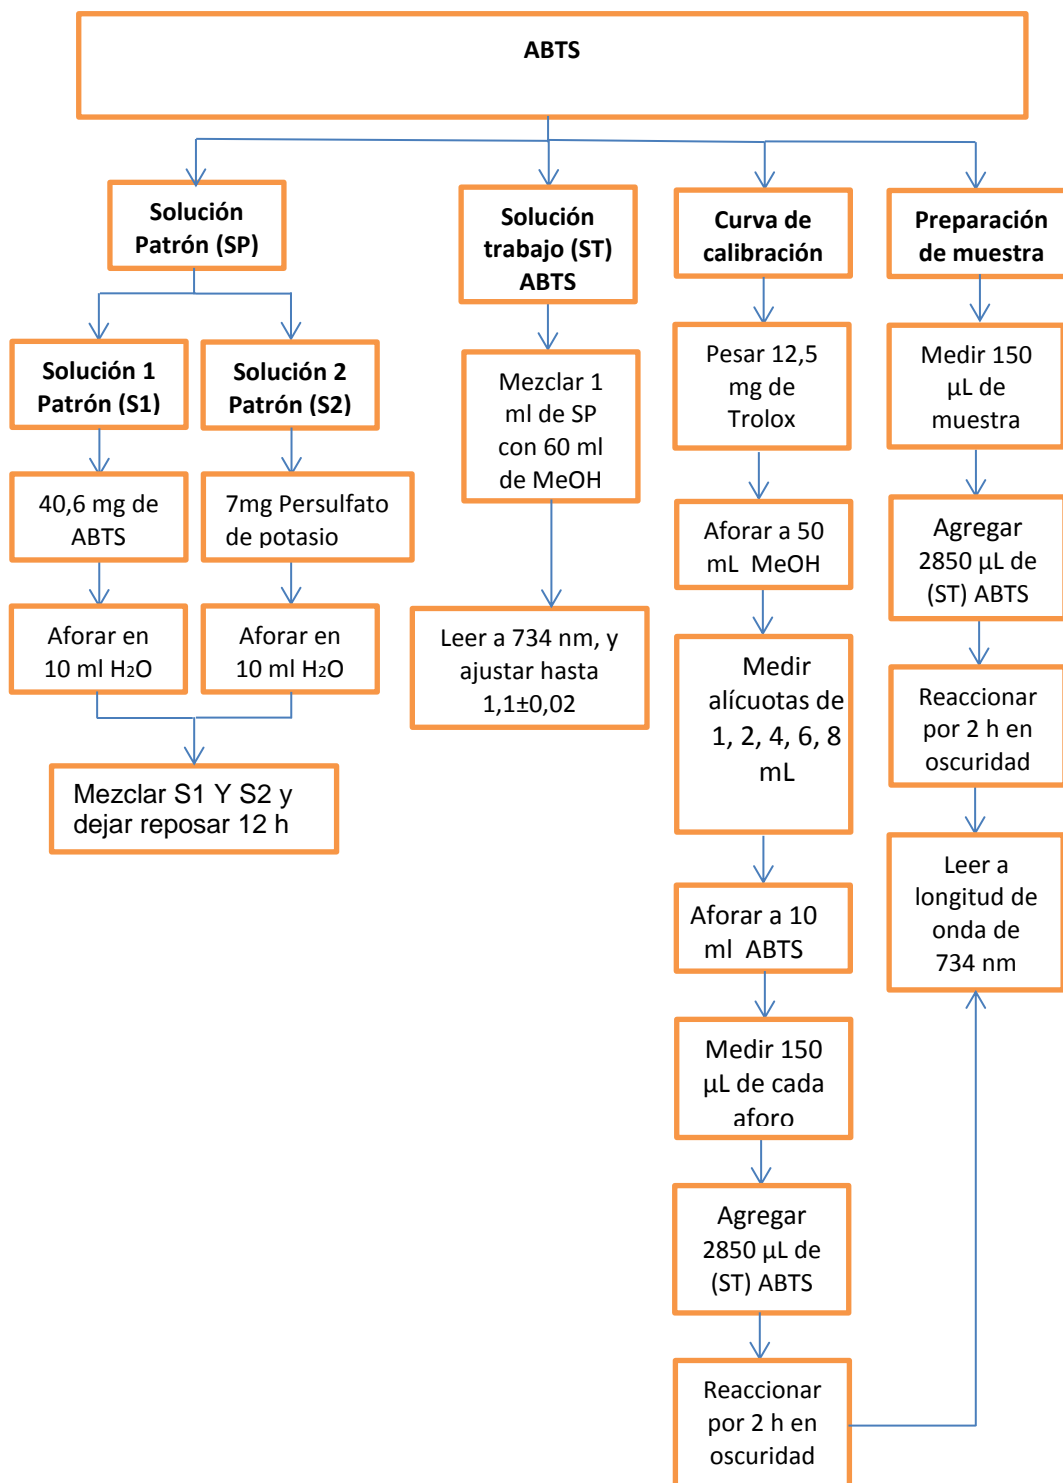 ABTS
Solución
Patrón (SP)
Solución 1
Patrón (S1)
40,6 mg de
ABTS
Aforar en
10 ml H2O
Solución 2
Patrón (S2)
7mg Persulfato
de potasio
Aforar en
10 ml H2O
Mezclar S1 Y S2 y
dejar reposar 12 h
Solución
trabajo (ST)
ABTS
Mezclar 1
ml de SP
con 60 ml
de MeOH
Leer a 734 nm, y
ajustar hasta
1,1±0,02
Curva de
calibración
Pesar 12,5
mg de
Trolox
Aforar a 50
mL MeOH
Medir
alícuotas de
1, 2, 4, 6, 8
mL
Aforar a 10
ml ABTS
Medir 150
µL de cada
aforo
Agregar
2850 µL de
(ST) ABTS
Reaccionar
por 2 h en
oscuridad
Preparación
de muestra
Medir 150
µL de
muestra
Agregar
2850 µL de
(ST) ABTS
Reaccionar
por 2 h en
oscuridad
Leer a
longitud de
onda de
734 nm